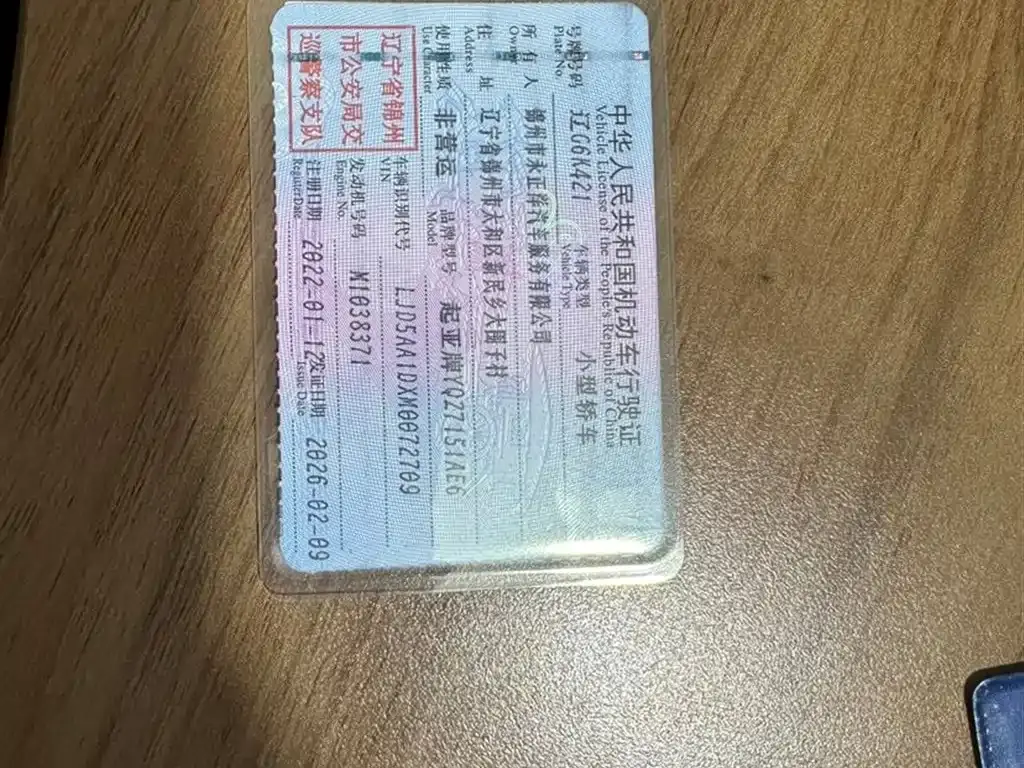 中华人民共和国机动车行驶证
Vehicle License of the People's Republic of China
号牌号码 辽G6K421 车辆类型 小型轿车
Plate No. Vehicle Type
所有人 锦州市永正祥汽车服务有限公司
Owner
住址 辽宁省锦州市太和区新民乡大圈子村
Address
使用性质 非营运 品牌型号 起亚牌YQZ7151AE6
Use Character Model
辽宁省锦州市公安局交巡警察支队
车辆识别代号 LJD5AA1DXM0072709
VIN
发动机号码 M1038371
Engine No.
注册日期 2022-01-12 发证日期 2026-02-09
Register Date Issue Date